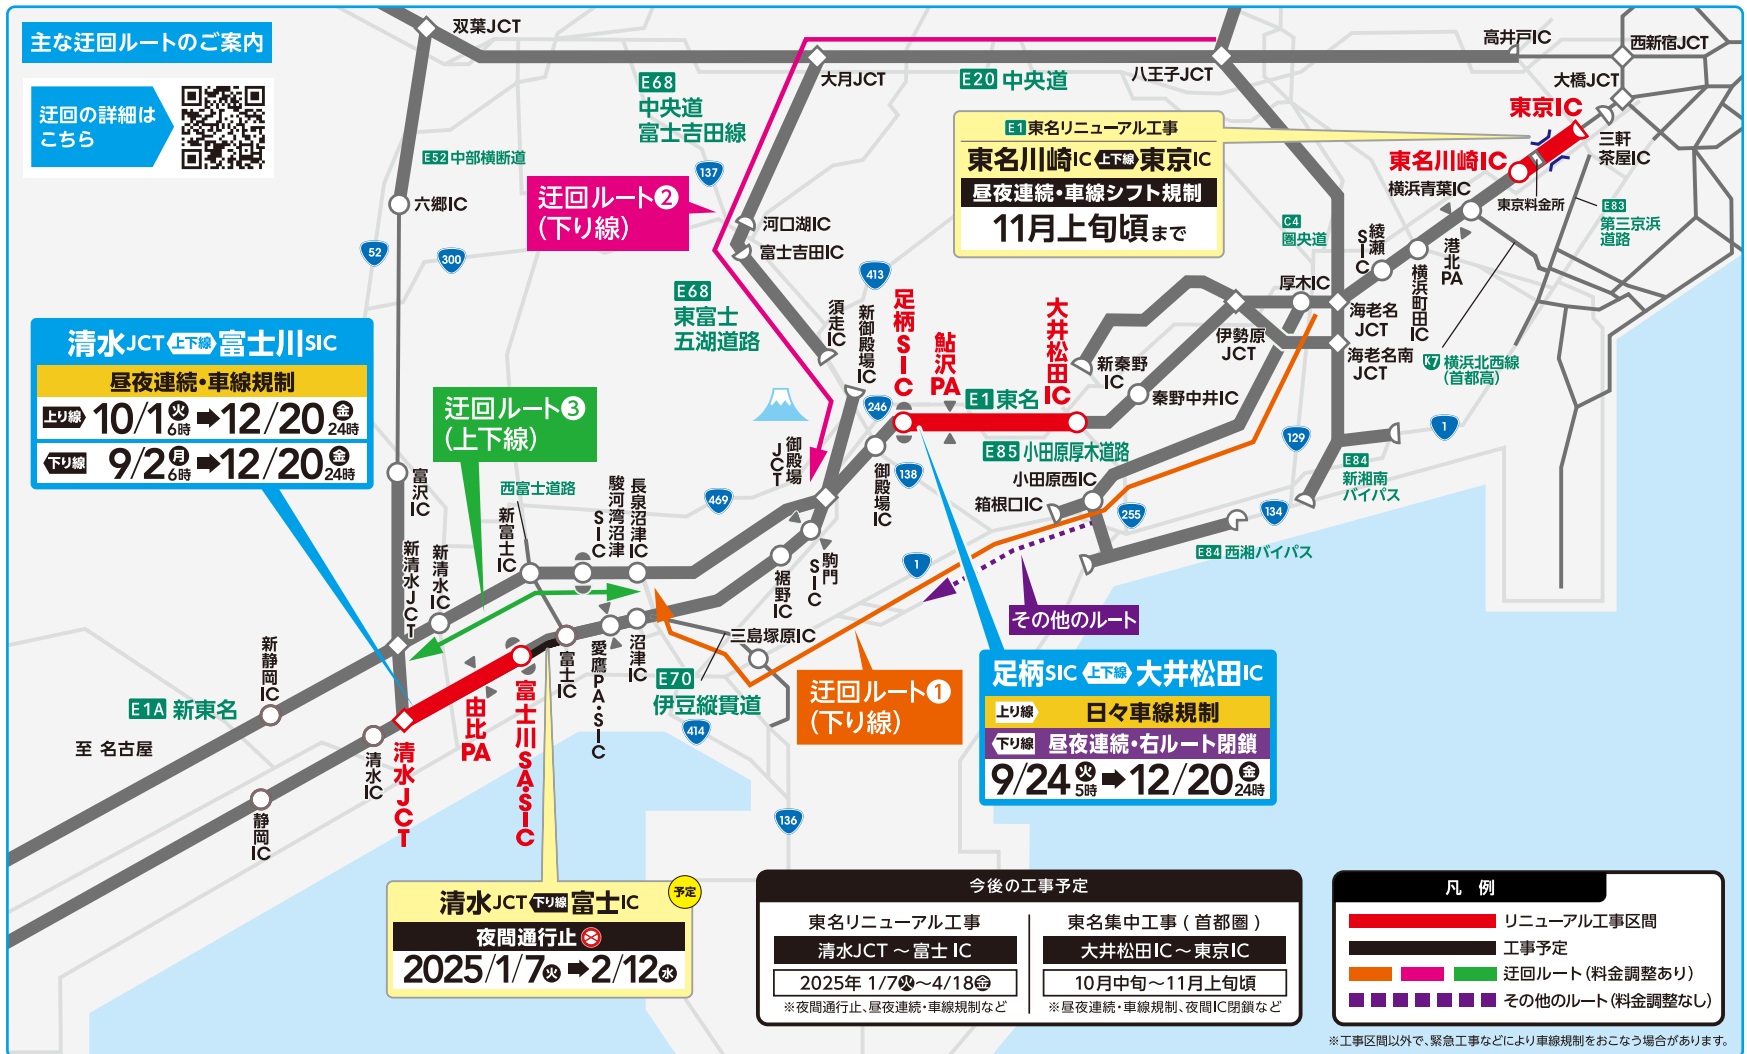 主な迂回ルートのご案内
迂回の詳細は
こちら
双葉JCT
大月JCT
八王子JCT
高井戸IC
西新宿JCT
大橋JCT
E68
中央道
富士吉田線
E20 中央道
E52 中部横断道
六郷IC
52
300
137
迂回ルート❷
(下り線)
河口湖IC
富士吉田IC
E68
東富士
五湖道路
413
須走IC
新御殿場IC
E1 東名リニューアル工事
東名川崎IC 上下線 東京IC
昼夜連続・車線シフト規制
11月上旬頃まで
東京IC
東名川崎IC
三軒
茶屋IC
横浜青葉IC
東京料金所
E83
第三京浜
道路
C4
圏央道
綾瀬
SIC
横浜町田IC
港北PA
厚木IC
海老名
JCT
海老名南
JCT
伊勢原
JCT
K7 横浜北西線
(首都高)
新秦野
IC
秦野中井IC
大井松田IC
鮎沢PA
足柄SIC
246
E1 東名
E85 小田原厚木道路
129
1
E84
新湘南
バイパス
134
E84 西湘バイパス
小田原西IC
箱根口IC
255
138
御殿場IC
御殿場JCT
469
駒門SIC
裾野IC
清水JCT 上下線 富士川SIC
昼夜連続・車線規制
上り線 10/1火6時➡12/20金24時
下り線 9/2月6時➡12/20金24時
迂回ルート❸
(上下線)
富沢IC
新清水JCT
新清水IC
西富士道路
新富士IC
駿河湾沼津SIC
長泉沼津IC
1
その他のルート
三島塚原IC
E70
伊豆縦貫道
414
迂回ルート❶
(下り線)
沼津IC
愛鷹PA・SIC
富士IC
富士川SA・SIC
由比PA
清水JCT
清水IC
静岡IC
新静岡IC
E1A 新東名
至 名古屋
136
足柄SIC 上下線 大井松田IC
上り線 日々車線規制
下り線 昼夜連続・右ルート閉鎖
9/24火5時➡12/20金24時
予定
清水JCT 下り線 富士IC
夜間通行止
2025/1/7火➡2/12水
今後の工事予定
東名リニューアル工事
清水JCT～富士IC
2025年 1/7火～4/18金
※夜間通行止、昼夜連続・車線規制など
東名集中工事(首都圏)
大井松田IC～東京IC
10月中旬～11月上旬頃
※昼夜連続・車線規制、夜間IC閉鎖など
凡 例
リニューアル工事区間
工事予定
迂回ルート(料金調整あり)
その他のルート(料金調整なし)
※工事区間以外で、緊急工事などにより車線規制をおこなう場合があります。